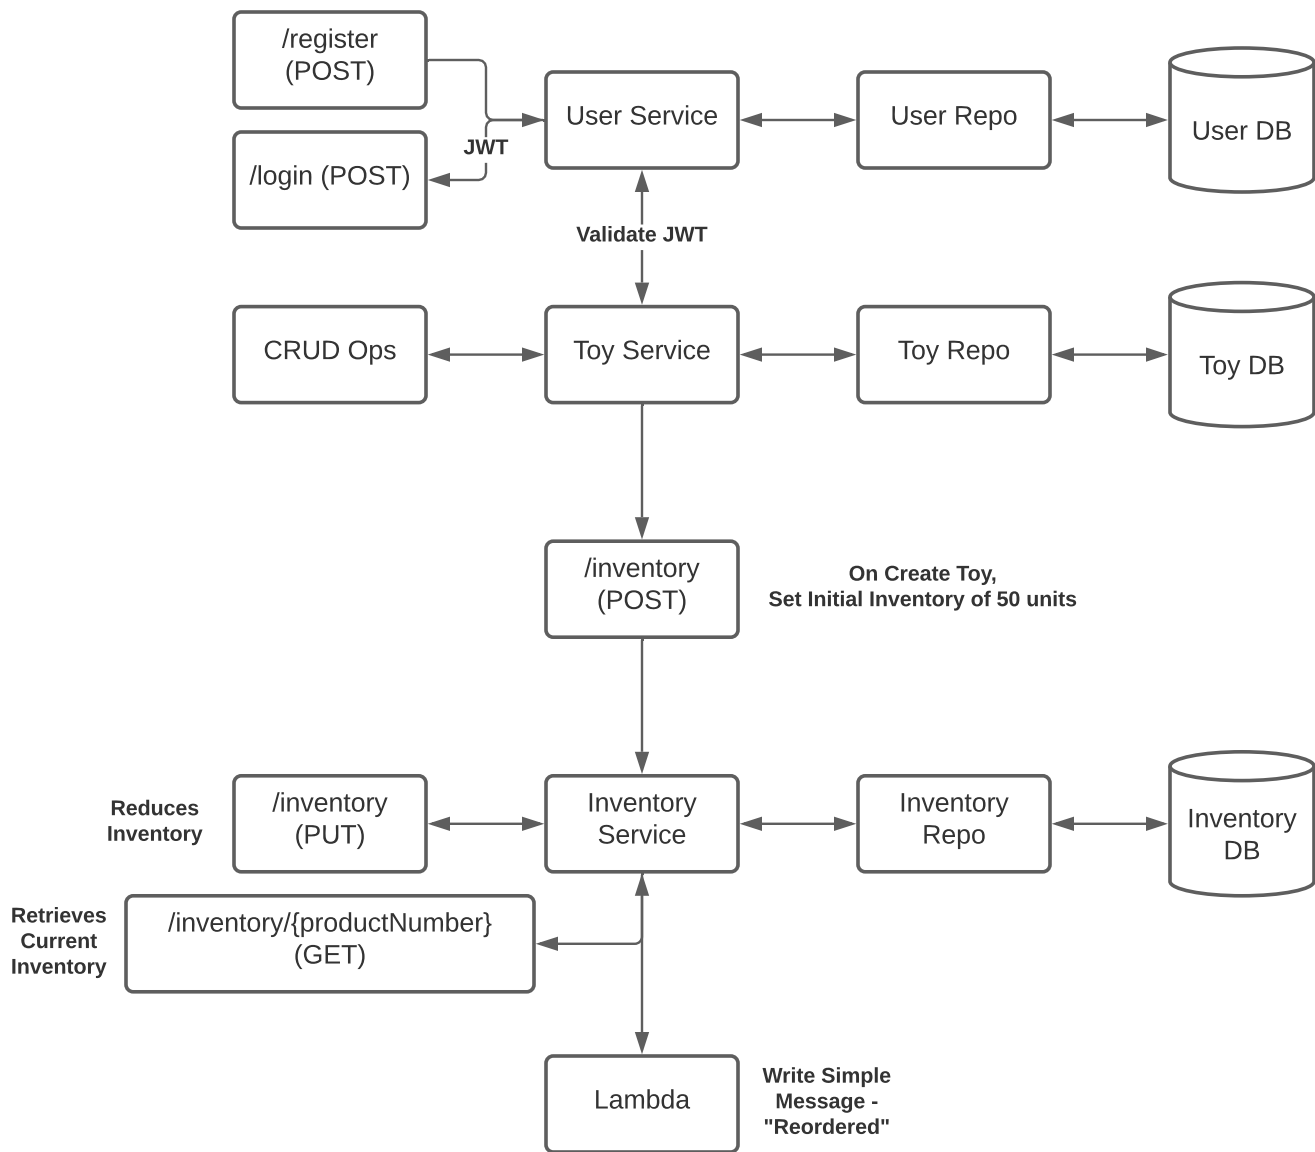 /register
(POST)
User Service
User Repo
User DB
JWT
/login (POST)
Validate JWT
CRUD Ops
Toy Service
Toy Repo
Toy DB
/inventory
(POST)
On Create Toy,
Set Initial Inventory of 50 units
Reduces
Inventory
/inventory
(PUT)
Inventory
Service
Inventory
Repo
Inventory
DB
Retrieves
Current
Inventory
/inventory/{productNumber}
(GET)
Lambda
Write Simple
Message -
"Reordered"